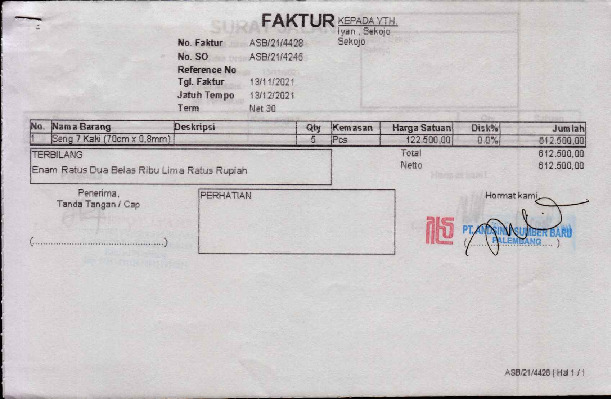 FAKTUR
KEPADA YTH.
Iyan , Sekojo
Sekojo
No. Faktur ASB/21/4428
No. SO ASB/21/4246
Reference No
Tgl. Faktur 13/11/2021
Jatuh Tempo 13/12/2021
Term Net 30
No. Nama Barang Deskripsi Qty Kemasan Harga Satuan Disk% Jumlah
1 Seng 7 Kaki (70cm x 0,8mm) 5 Pcs 122.500,00 0.0% 612.500,00
TERBILANG Total 612.500,00
Enam Ratus Dua Belas Ribu Lima Ratus Rupiah Netto 612.500,00
Penerima, PERHATIAN Hormat kami
Tanda Tangan / Cap
SUMBER BARU
PALEMBANG
ASB/21/4428 | Hal 1 / 1